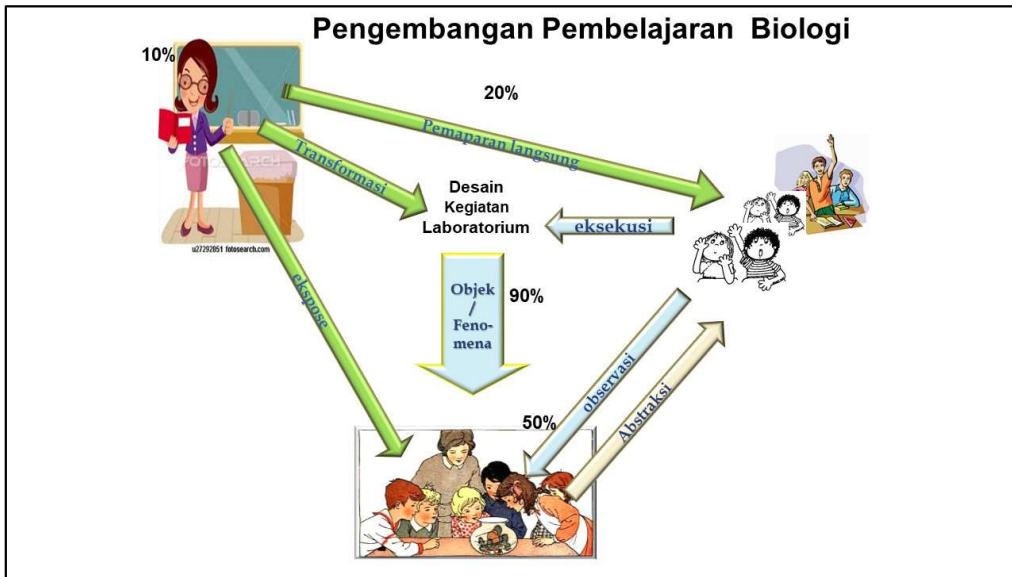 Pengembangan Pembelajaran Biologi
10%
20%
Pemaparan langsung
Transformasi
Desain
Kegiatan
Laboratorium
eksekusi
ekspose
Objek
/
Feno-
mena
90%
observasi
Abstraksi
50%
FOTOSEARCH
u27292851 fotosearch.com